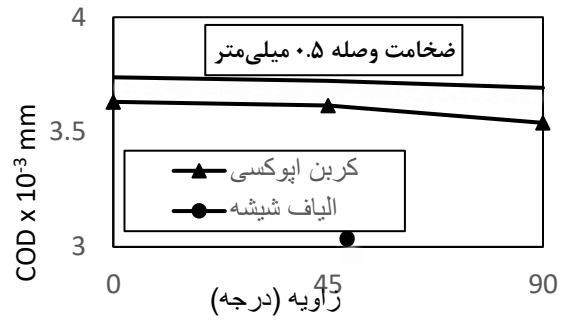 4
ضخامت وصله ۰.۵ میلی‌متر
3.5
COD x 10⁻³ mm
کربن اپوکسی
الیاف شیشه
3
0
45
90
زاویه (درجه)